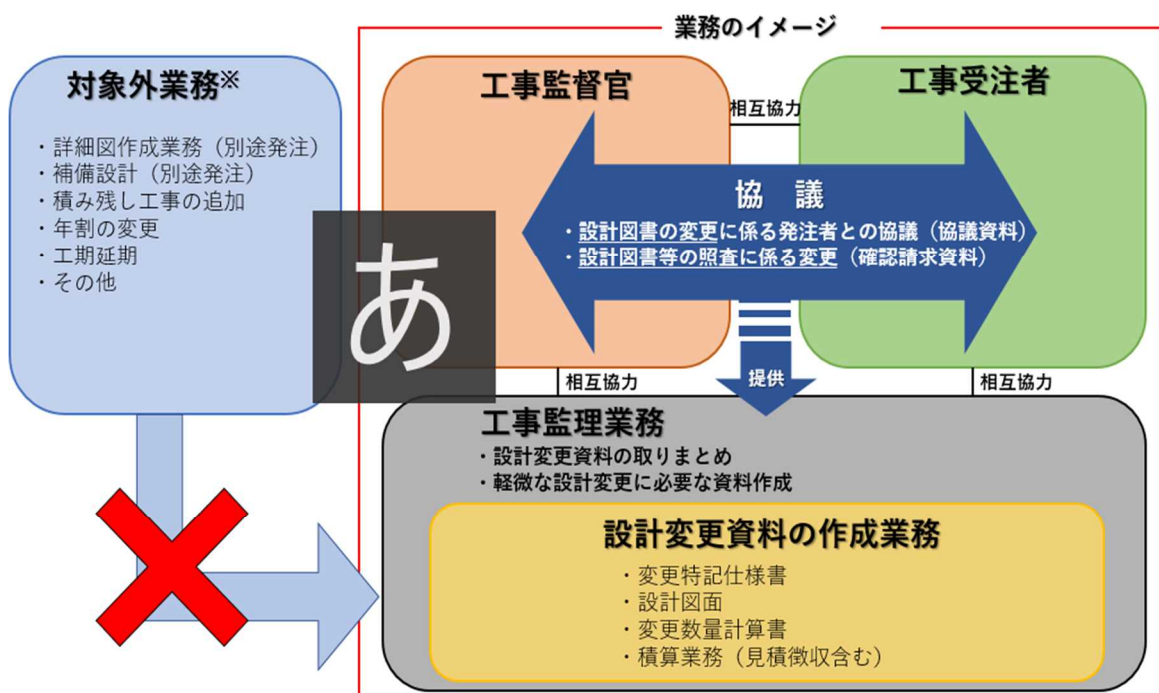 業務のイメージ
対象外業務※
・詳細図作成業務（別途発注）
・補備設計（別途発注）
・積み残し工事の追加
・年割の変更
・工期延期
・その他
工事監督官
相互協力
工事受注者
協　議
・設計図書の変更に係る発注者との協議（協議資料）
・設計図書等の照査に係る変更（確認請求資料）
あ
相互協力
提供
相互協力
工事監理業務
・設計変更資料の取りまとめ
・軽微な設計変更に必要な資料作成
設計変更資料の作成業務
・変更特記仕様書
・設計図面
・変更数量計算書
・積算業務（見積徴収含む）